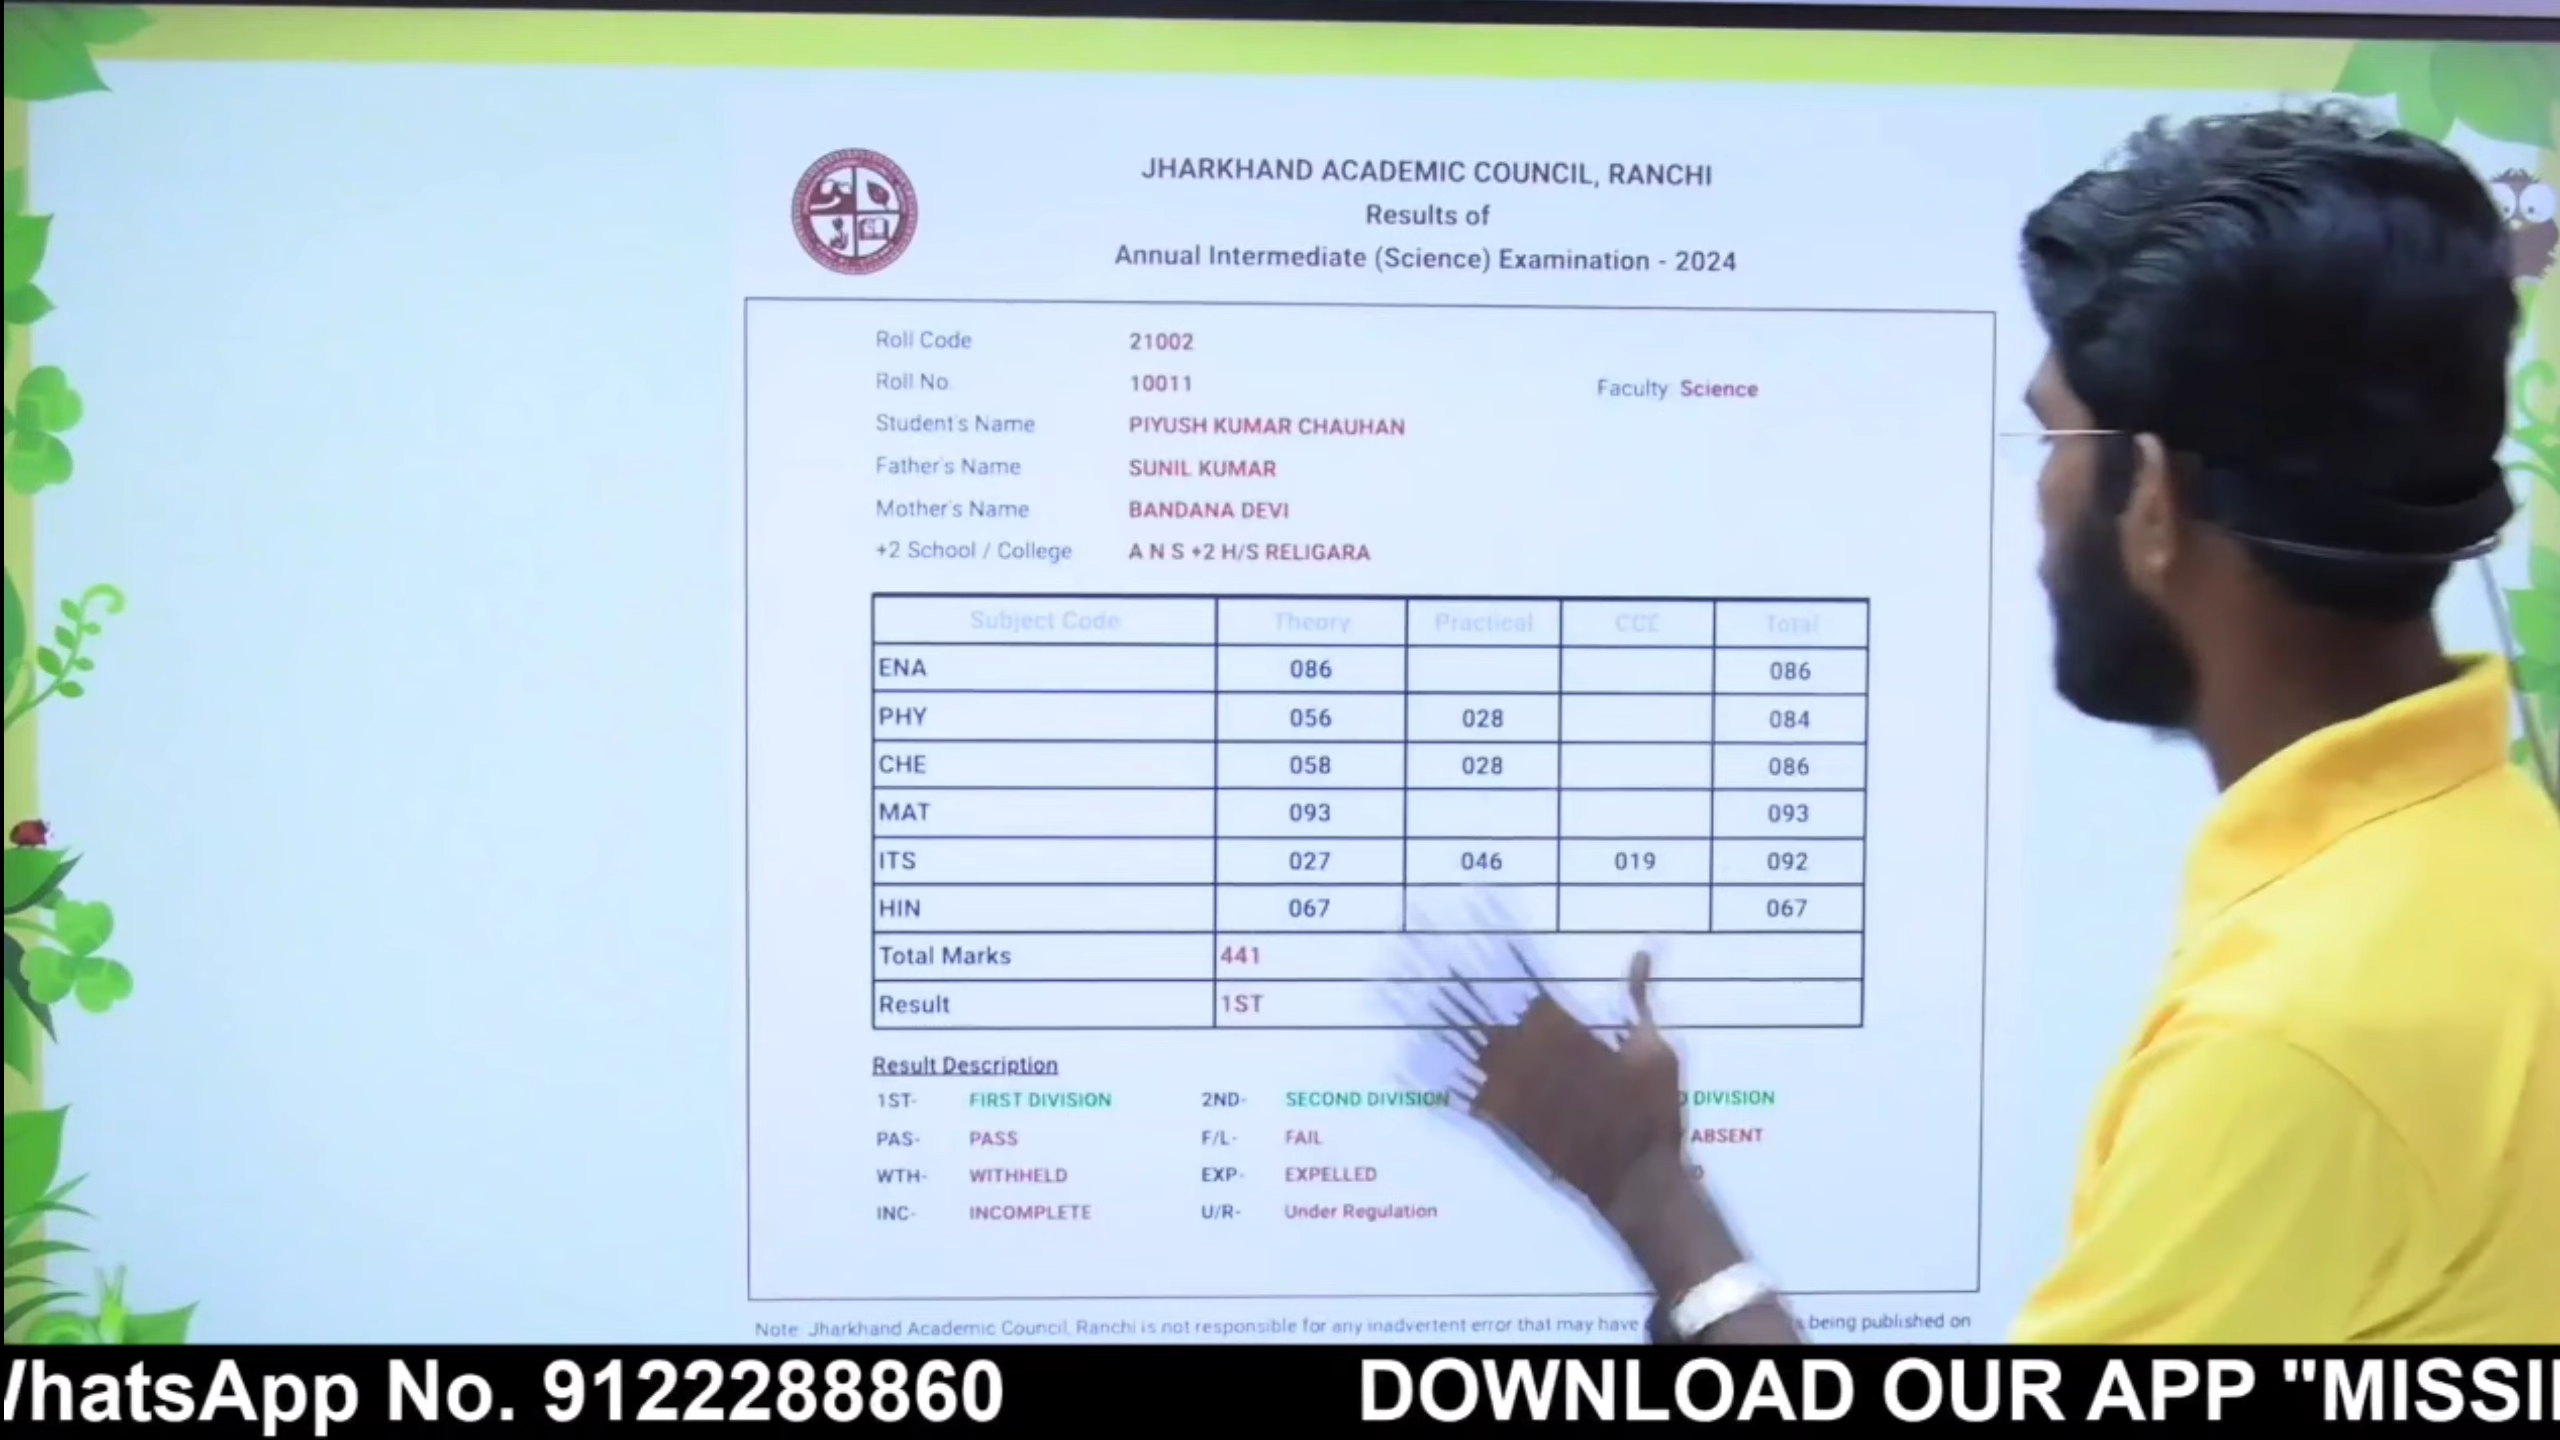 JHARKHAND ACADEMIC COUNCIL, RANCHI
Results of
Annual Intermediate (Science) Examination - 2024
Roll Code 21002
Roll No. 10011
Faculty: Science
Student's Name PIYUSH KUMAR CHAUHAN
Father's Name SUNIL KUMAR
Mother's Name BANDANA DEVI
+2 School / College A N S +2 H/S RELIGARA
Subject Code Theory Practical CCE Total
ENA 086 086
PHY 056 028 084
CHE 058 028 086
MAT 093 093
ITS 027 046 019 092
HIN 067 067
Total Marks 441
Result 1ST
Result Description
1ST- FIRST DIVISION 2ND- SECOND DIVISION DIVISION
PAS- PASS F/L- FAIL ABSENT
WTH- WITHHELD EXP- EXPELLED
INC- INCOMPLETE U/R- Under Regulation
Note: Jharkhand Academic Council, Ranchi is not responsible for any inadvertent error that may have being published on
WhatsApp No. 9122288860 DOWNLOAD OUR APP "MISSI